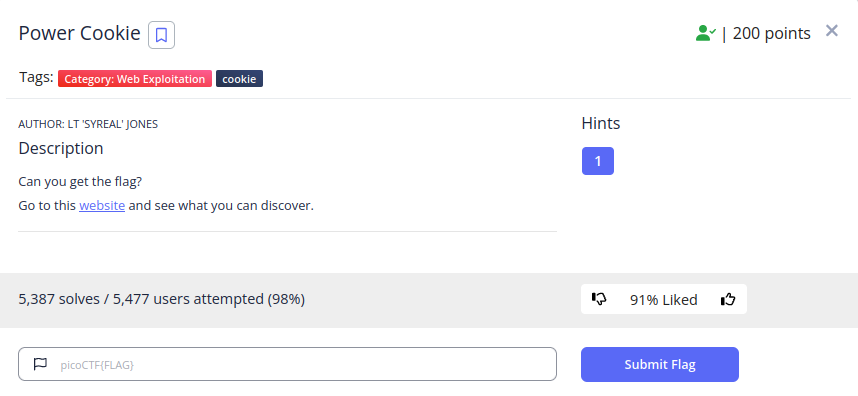 Power Cookie
| 200 points
Tags: Category: Web Exploitation cookie
AUTHOR: LT 'SYREAL' JONES
Description
Can you get the flag?
Go to this website and see what you can discover.
Hints
1
5,387 solves / 5,477 users attempted (98%)
91% Liked
picoCTF{FLAG}
Submit Flag